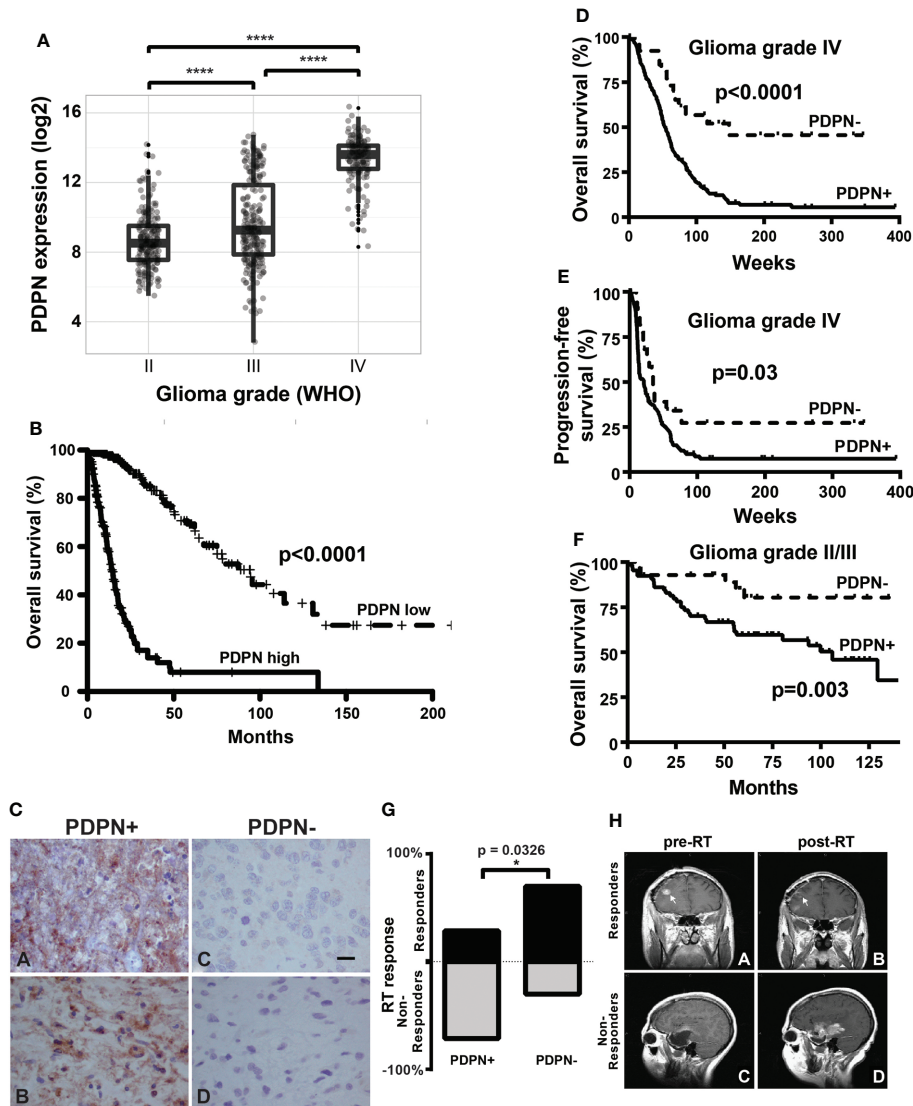 A
****
****
****
PDPN expression (log2)
16
12
8
4
II
III
IV
Glioma grade (WHO)
B
Overall survival (%)
100
80
60
40
20
0
p<0.0001
PDPN low
PDPN high
0
50
100
150
200
Months
C
PDPN+
PDPN-
A
C
B
D
D
Glioma grade IV
Overall survival (%)
100
75
50
25
0
p<0.0001
PDPN-
PDPN+
0
100
200
300
400
Weeks
E
Glioma grade IV
Progression-free
survival (%)
100
75
50
25
0
p=0.03
PDPN-
PDPN+
0
100
200
300
400
Weeks
F
Glioma grade II/III
Overall survival (%)
100
75
50
25
0
PDPN-
PDPN+
p=0.003
0
25
50
75
100
125
Months
G
100%
p = 0.0326
*
RT response
Responders
Non-
Responders
-100%
PDPN+
PDPN-
H
pre-RT
post-RT
Responders
A
B
Non-
Responders
C
D